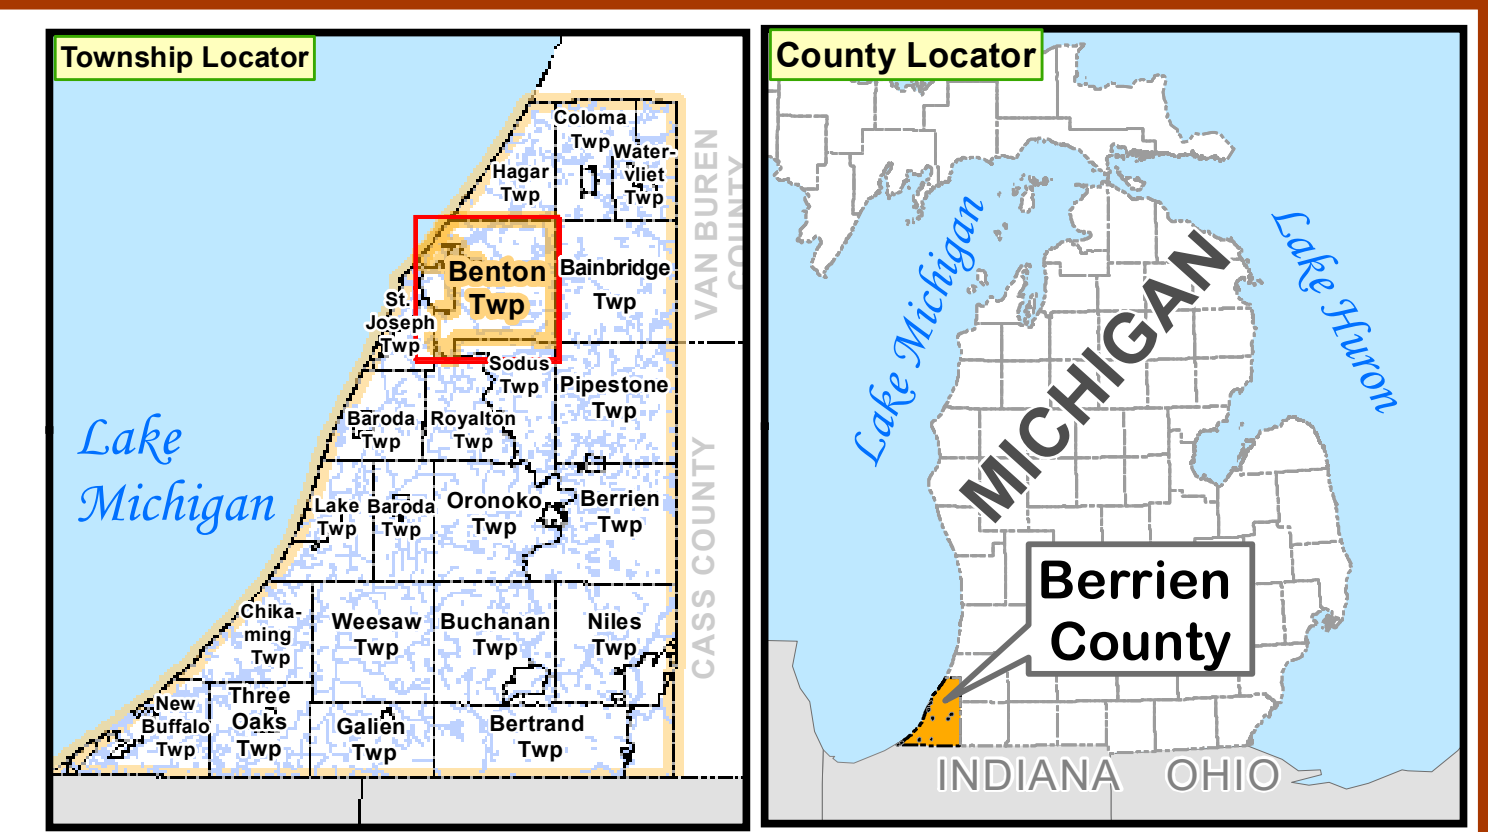 Township Locator
Coloma
Twp
Water-
vliet
Twp
Hagar
Twp
VAN BUREN
COUNTY
Benton
Twp
Bainbridge
Twp
St.
Joseph
Twp
Sodus
Twp
Pipestone
Twp
Baroda
Twp
Royalton
Twp
Lake
Michigan
Lake
Twp
Baroda
Twp
Oronoko
Twp
Berrien
Twp
CASS COUNTY
Chika-
ming
Twp
Weesaw
Twp
Buchanan
Twp
Niles
Twp
New
Buffalo
Twp
Three
Oaks
Twp
Galien
Twp
Bertrand
Twp
County Locator
Lake Michigan
Lake Huron
MICHIGAN
Berrien
County
INDIANA
OHIO